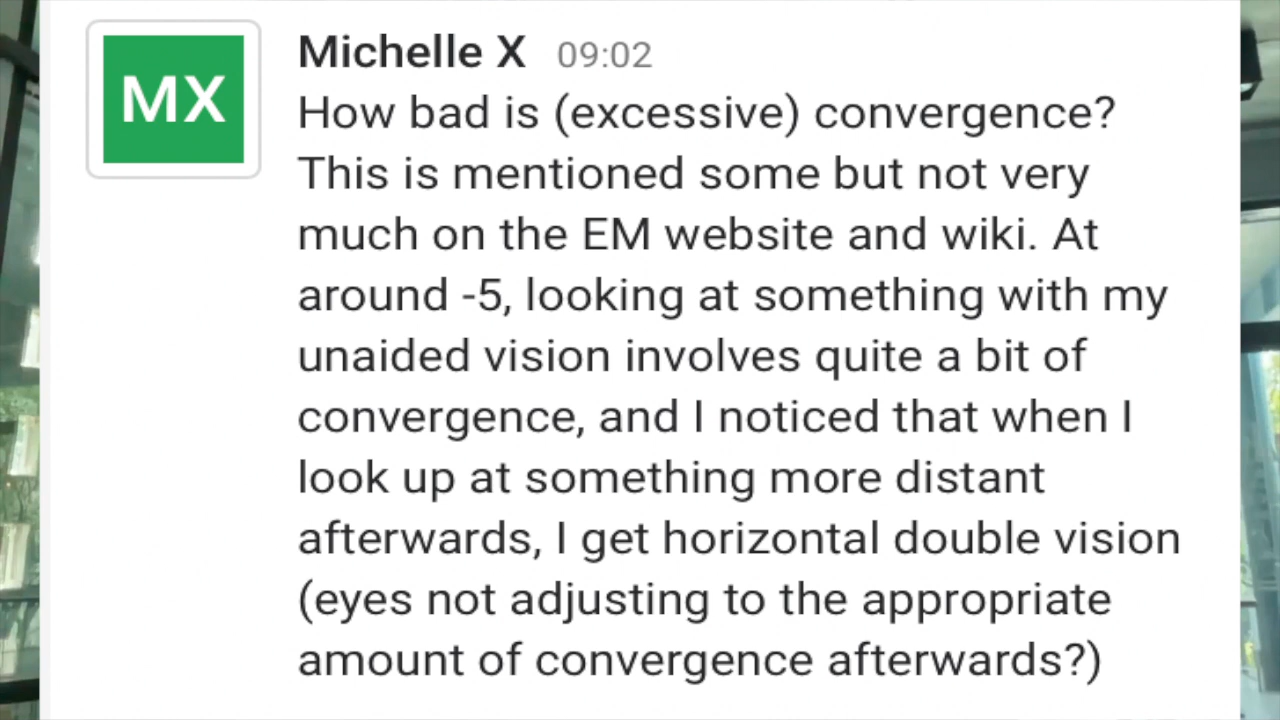 MX
Michelle X 09:02
How bad is (excessive) convergence?
This is mentioned some but not very
much on the EM website and wiki. At
around -5, looking at something with my
unaided vision involves quite a bit of
convergence, and I noticed that when I
look up at something more distant
afterwards, I get horizontal double vision
(eyes not adjusting to the appropriate
amount of convergence afterwards?)